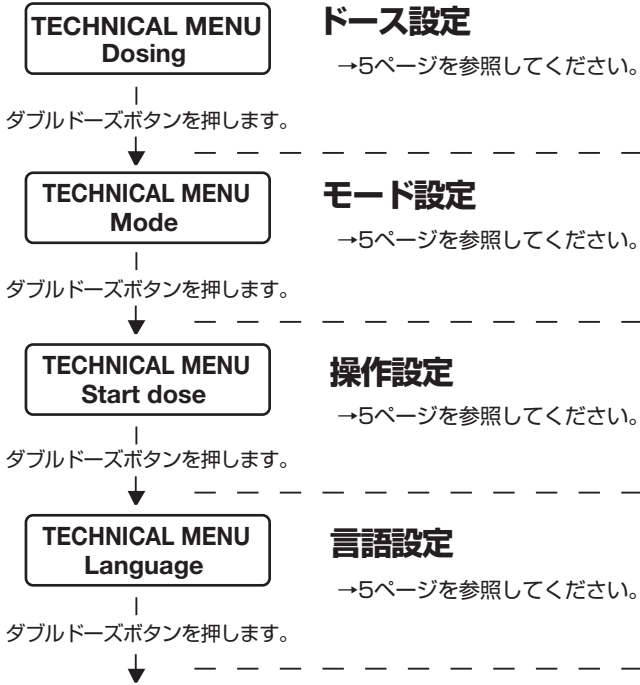 TECHNICAL MENU
Dosing
ドース設定
→5ページを参照してください。
ダブルドーズボタンを押します。
TECHNICAL MENU
Mode
モード設定
→5ページを参照してください。
ダブルドーズボタンを押します。
TECHNICAL MENU
Start dose
操作設定
→5ページを参照してください。
ダブルドーズボタンを押します。
TECHNICAL MENU
Language
言語設定
→5ページを参照してください。
ダブルドーズボタンを押します。